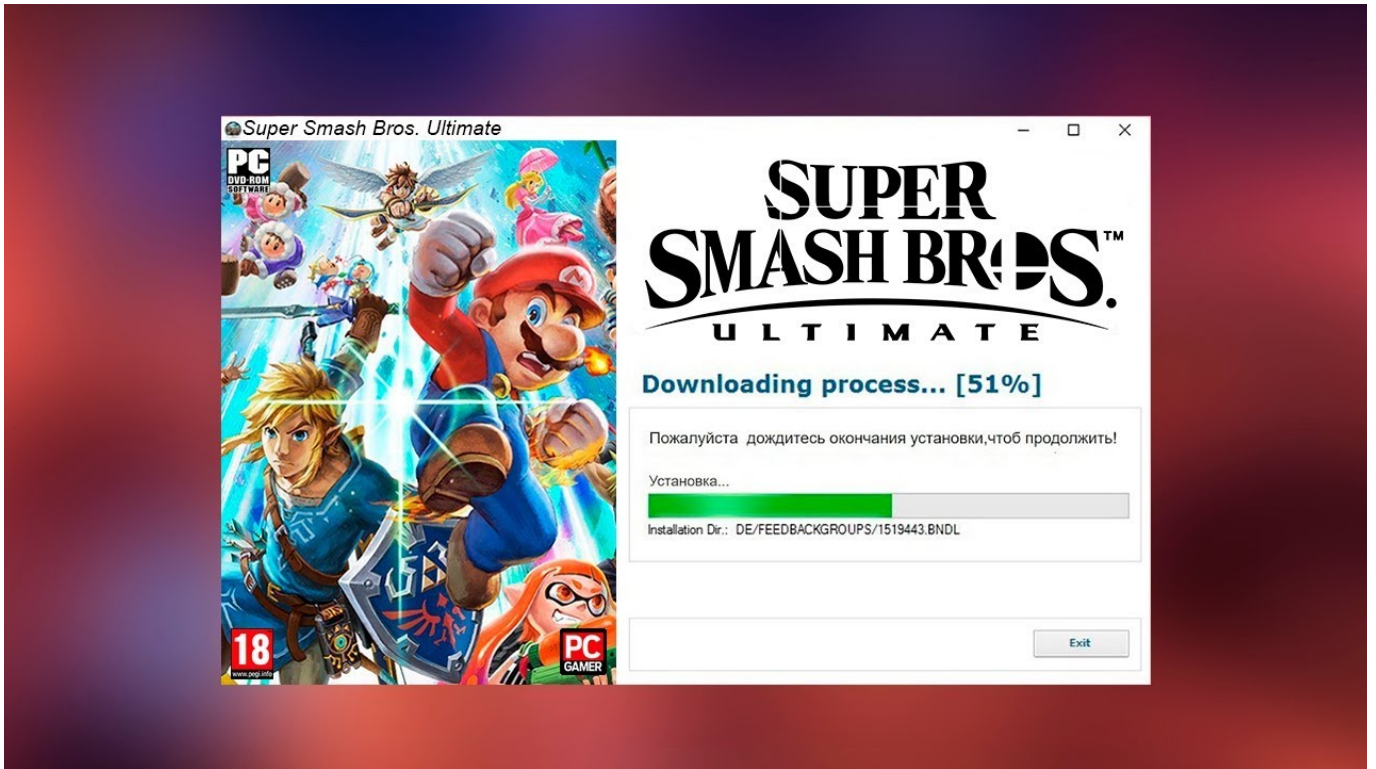 Super Smash Bros. Ultimate
PC
DVD-ROM
SOFTWARE
SUPER
SMASH BROS.™
ULTIMATE
Downloading process... [51%]
Пожалуйста дождитесь окончания установки,чтоб продолжить!
Установка...
Installation Dir.: DE/FEEDBACKGROUPS/1519443.BNDL
18
www.pegi.info
PC
GAMER
Exit
M